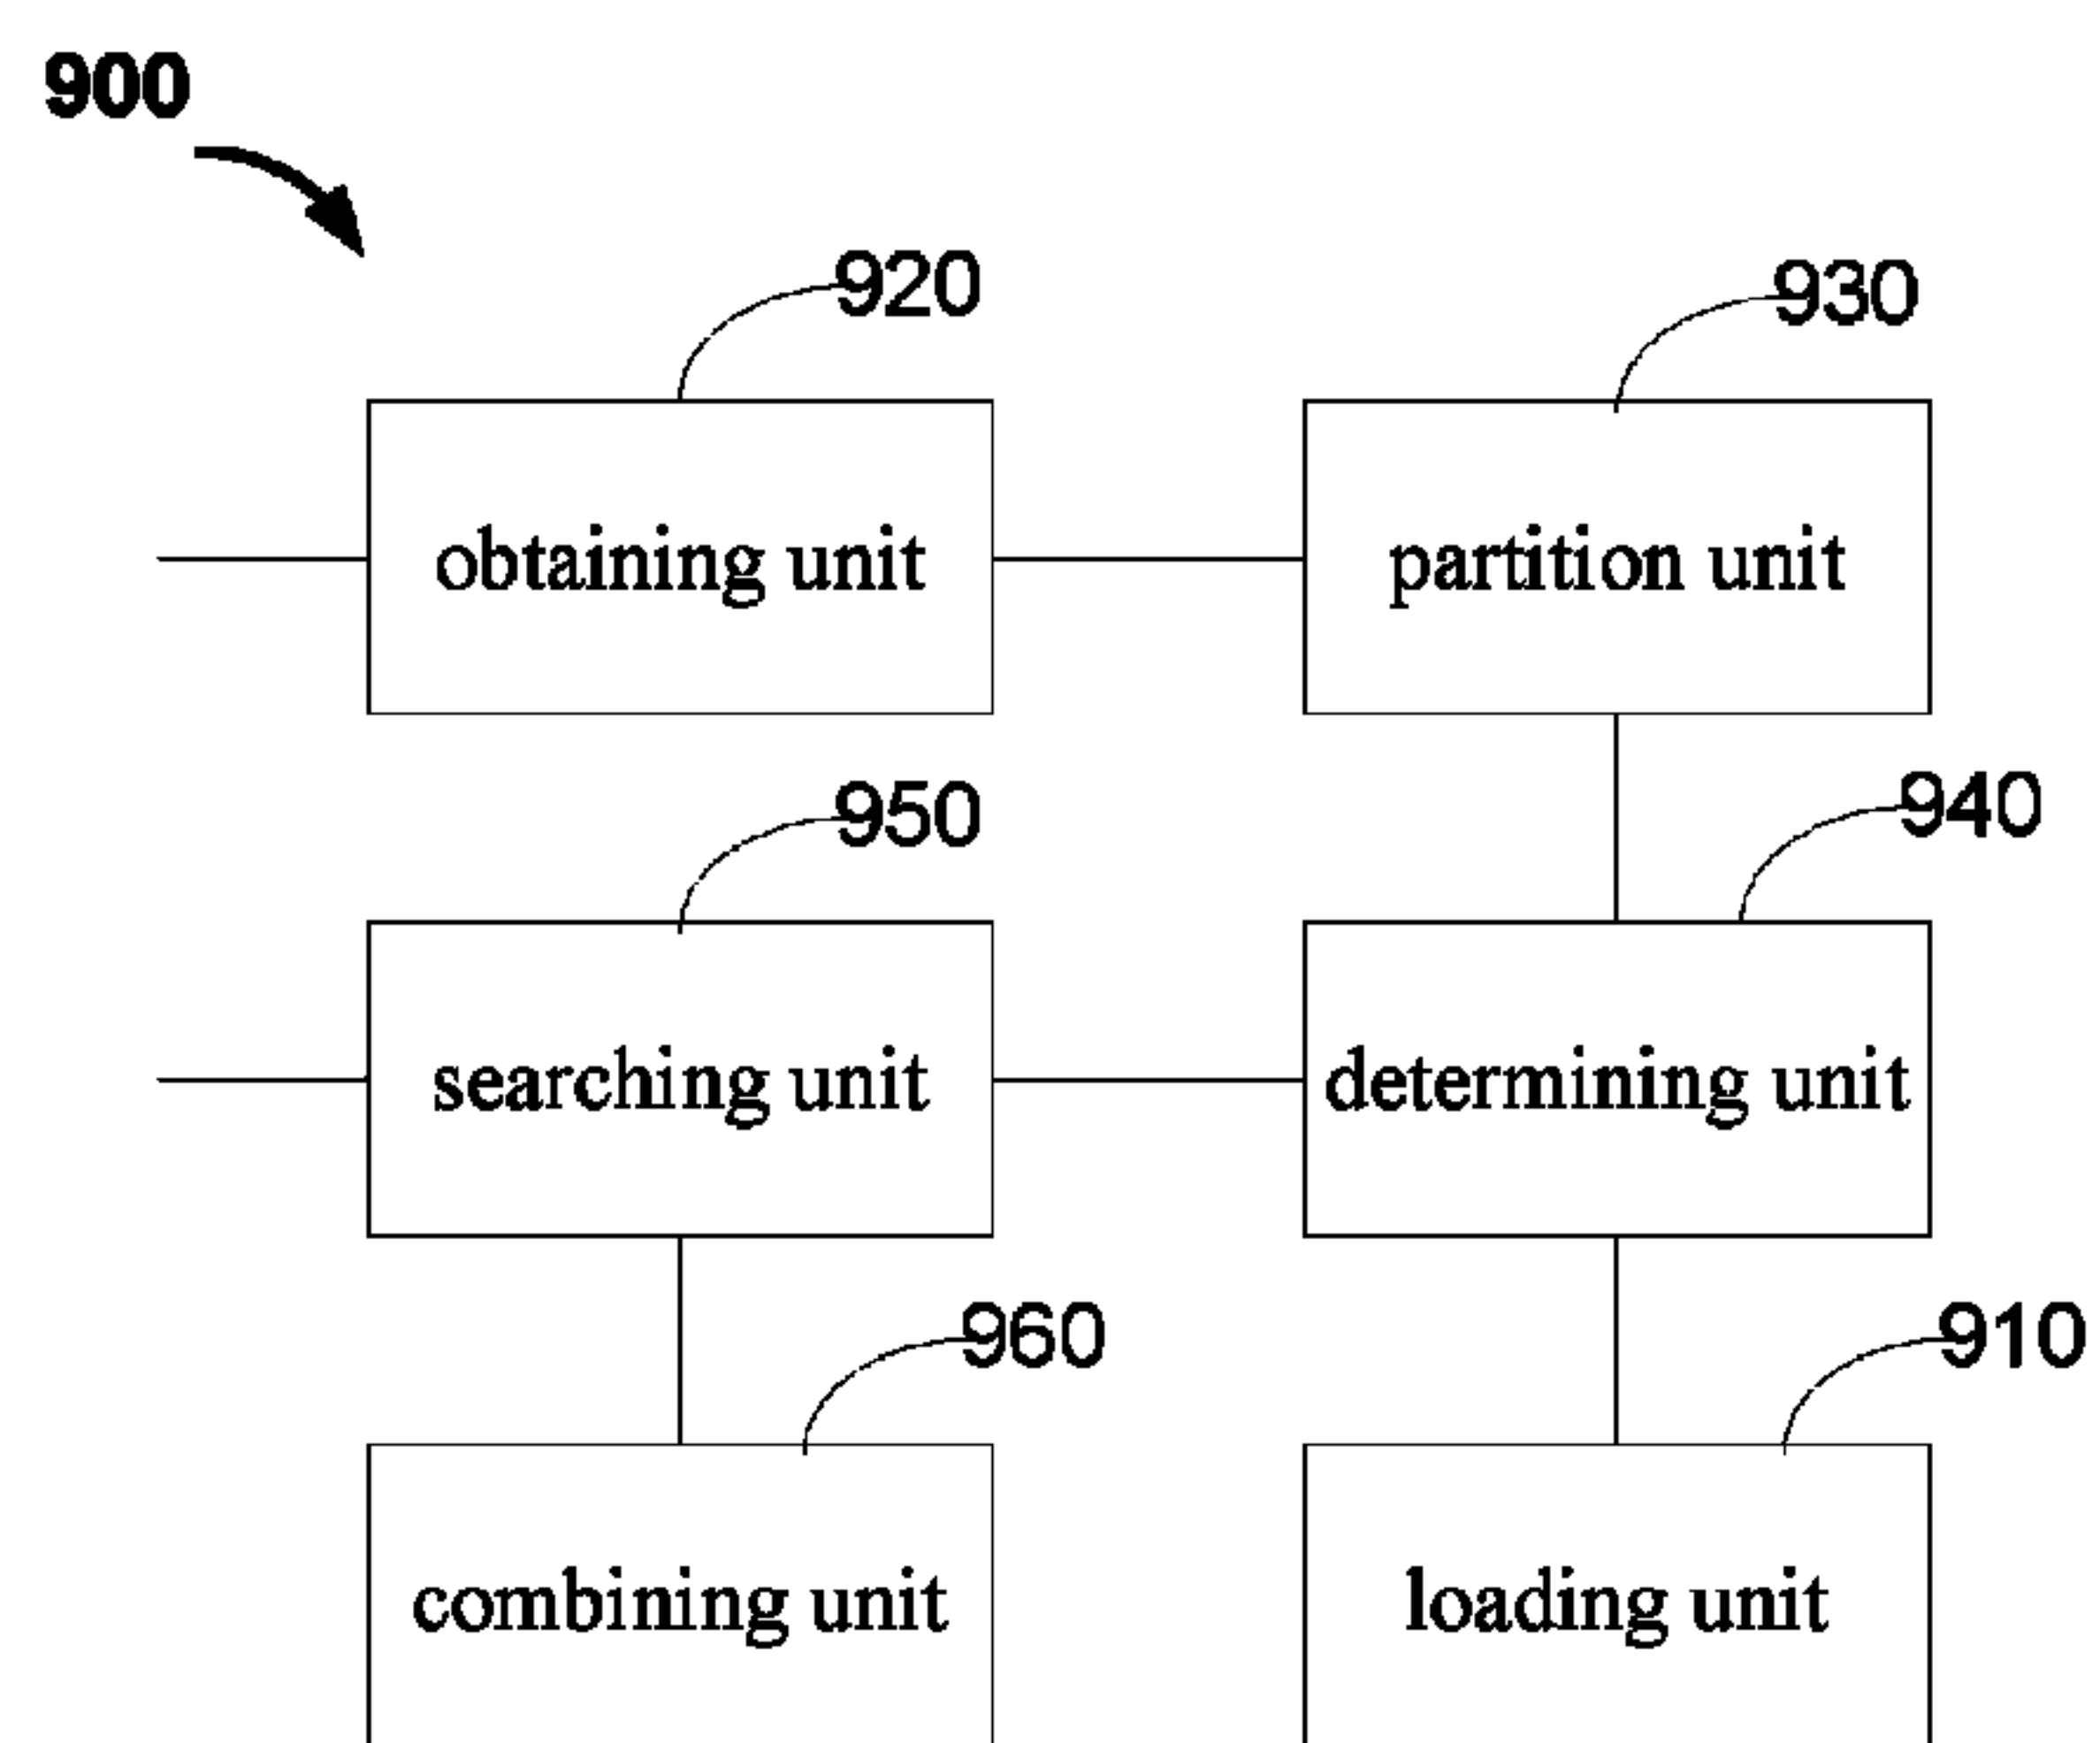 900
920
930
obtaining unit
partition unit
950
940
searching unit
determining unit
960
910
combining unit
loading unit